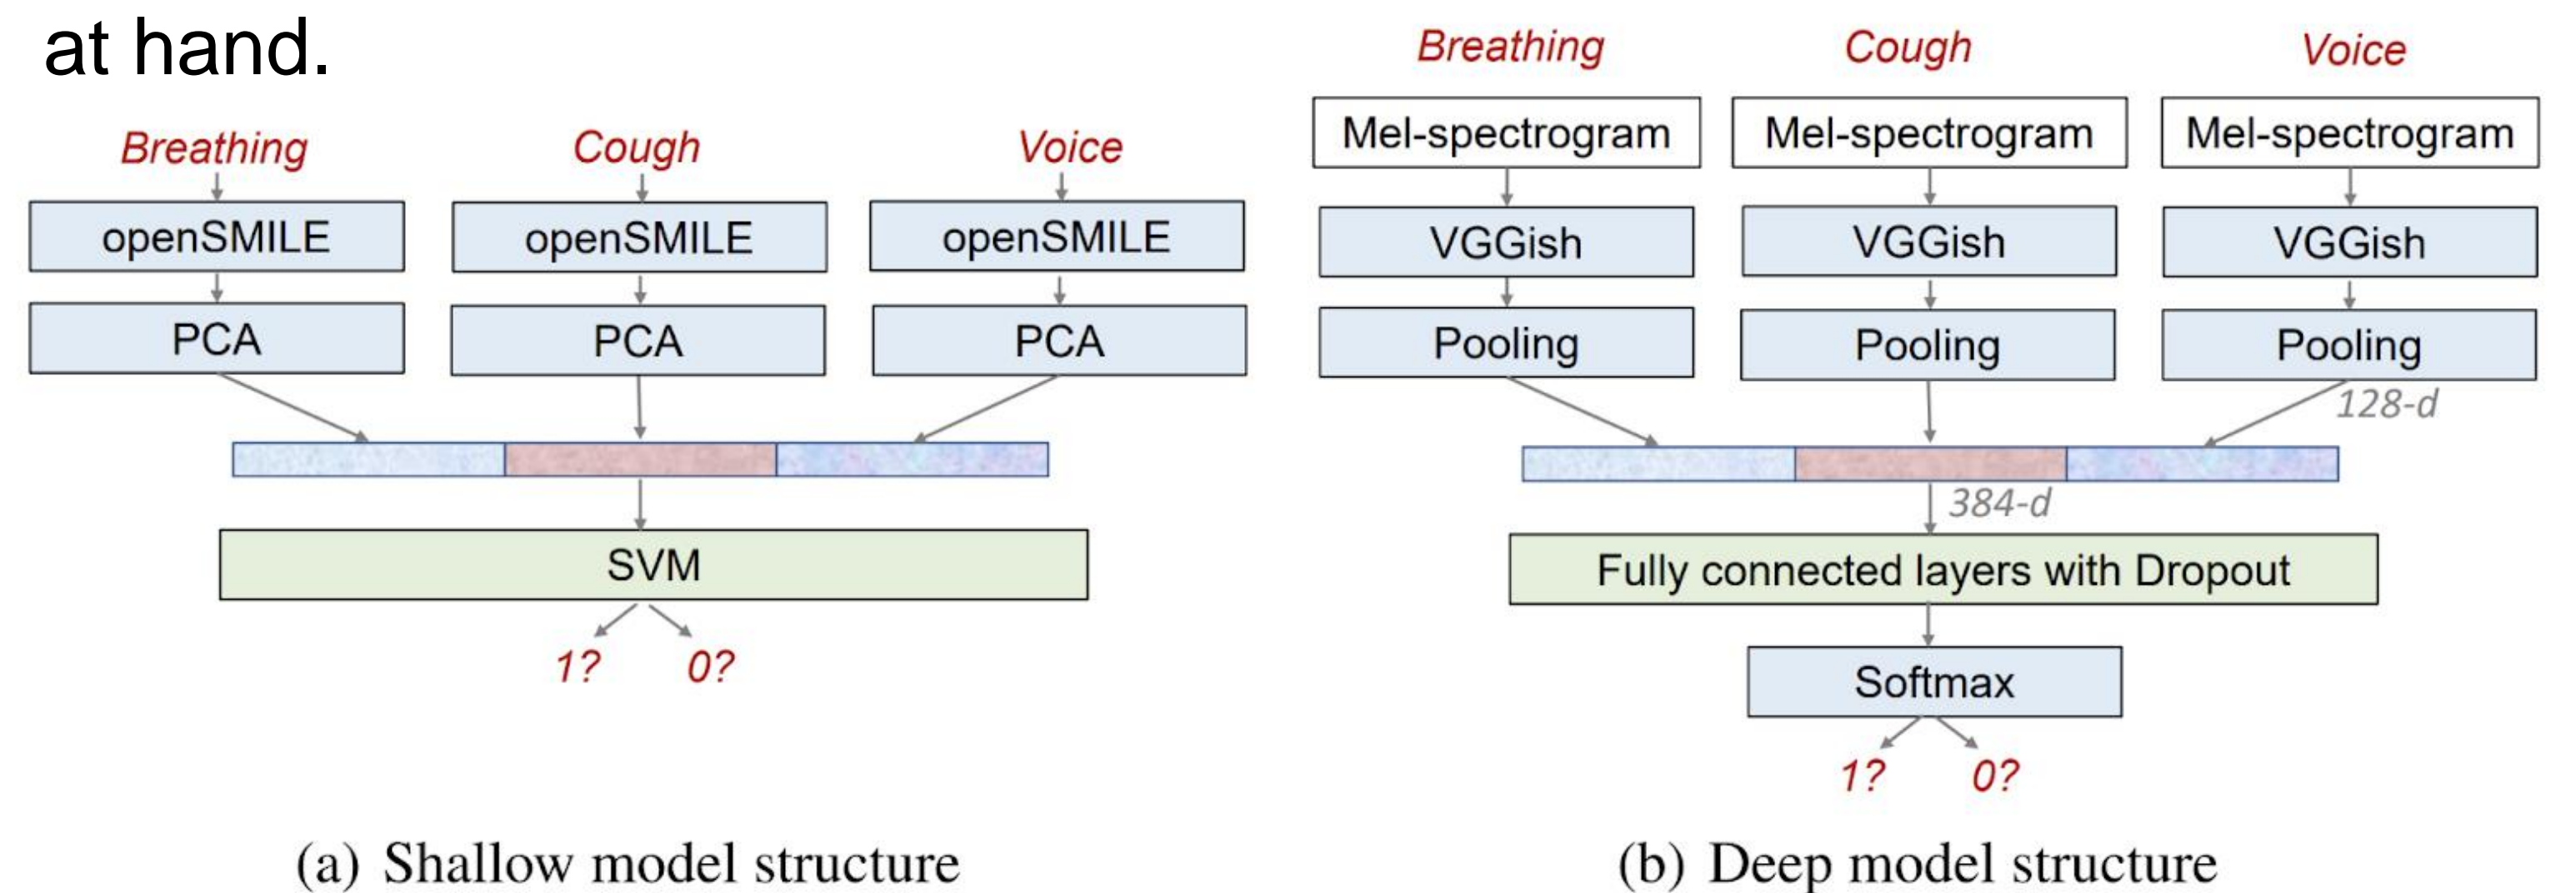 at hand.
Breathing Cough Voice
openSMILE openSMILE openSMILE
PCA PCA PCA
SVM
1? 0?
(a) Shallow model structure
Breathing Cough Voice
Mel-spectrogram Mel-spectrogram Mel-spectrogram
VGGish VGGish VGGish
Pooling Pooling Pooling
128-d
384-d
Fully connected layers with Dropout
Softmax
1? 0?
(b) Deep model structure